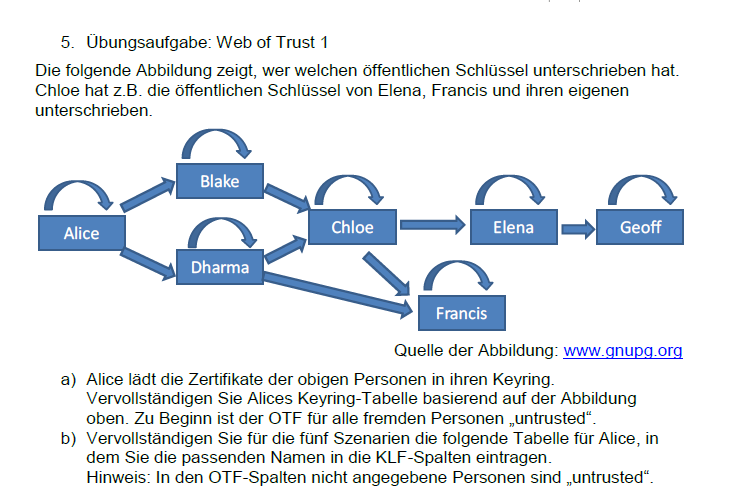 5. Übungsaufgabe: Web of Trust 1
Die folgende Abbildung zeigt, wer welchen öffentlichen Schlüssel unterschrieben hat.
Chloe hat z.B. die öffentlichen Schlüssel von Elena, Francis und ihren eigenen
unterschrieben.
Blake
Alice
Chloe
Elena
Geoff
Dharma
Francis
Quelle der Abbildung: www.gnupg.org
a) Alice lädt die Zertifikate der obigen Personen in ihren Keyring.
Vervollständigen Sie Alices Keyring-Tabelle basierend auf der Abbildung
oben. Zu Beginn ist der OTF für alle fremden Personen „untrusted“.
b) Vervollständigen Sie für die fünf Szenarien die folgende Tabelle für Alice, in
dem Sie die passenden Namen in die KLF-Spalten eintragen.
Hinweis: In den OTF-Spalten nicht angegebene Personen sind „untrusted“.